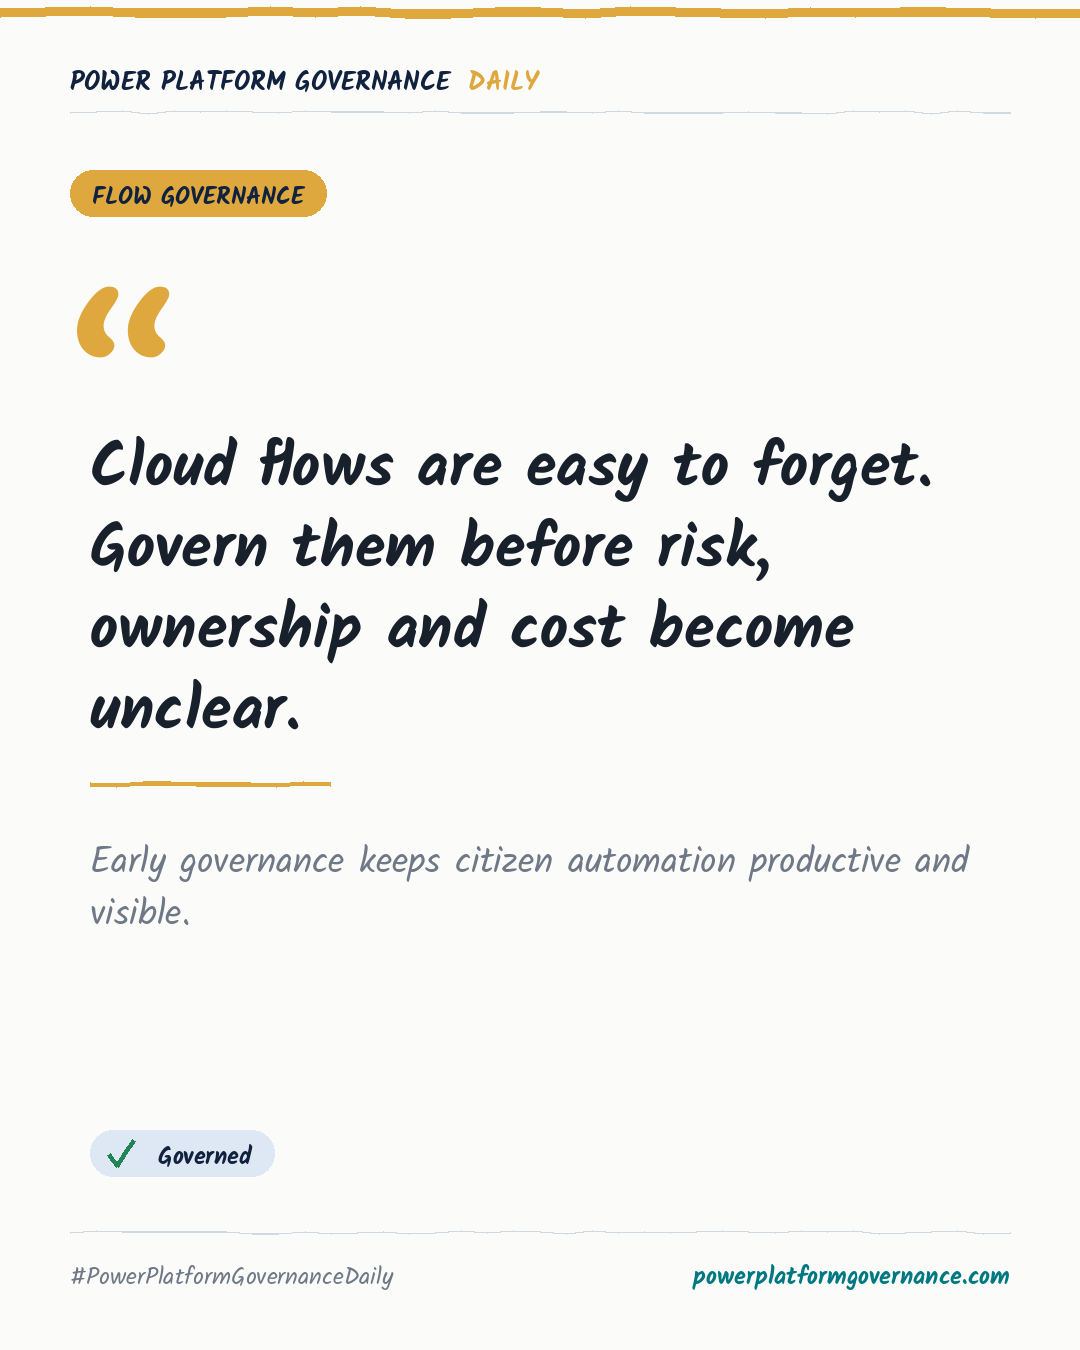 POWER PLATFORM GOVERNANCE DAILY
FLOW GOVERNANCE
“
Cloud flows are easy to forget.
Govern them before risk,
ownership and cost become
unclear.
Early governance keeps citizen automation productive and
visible.
Governed
#PowerPlatformGovernanceDaily
powerplatformgovernance.com